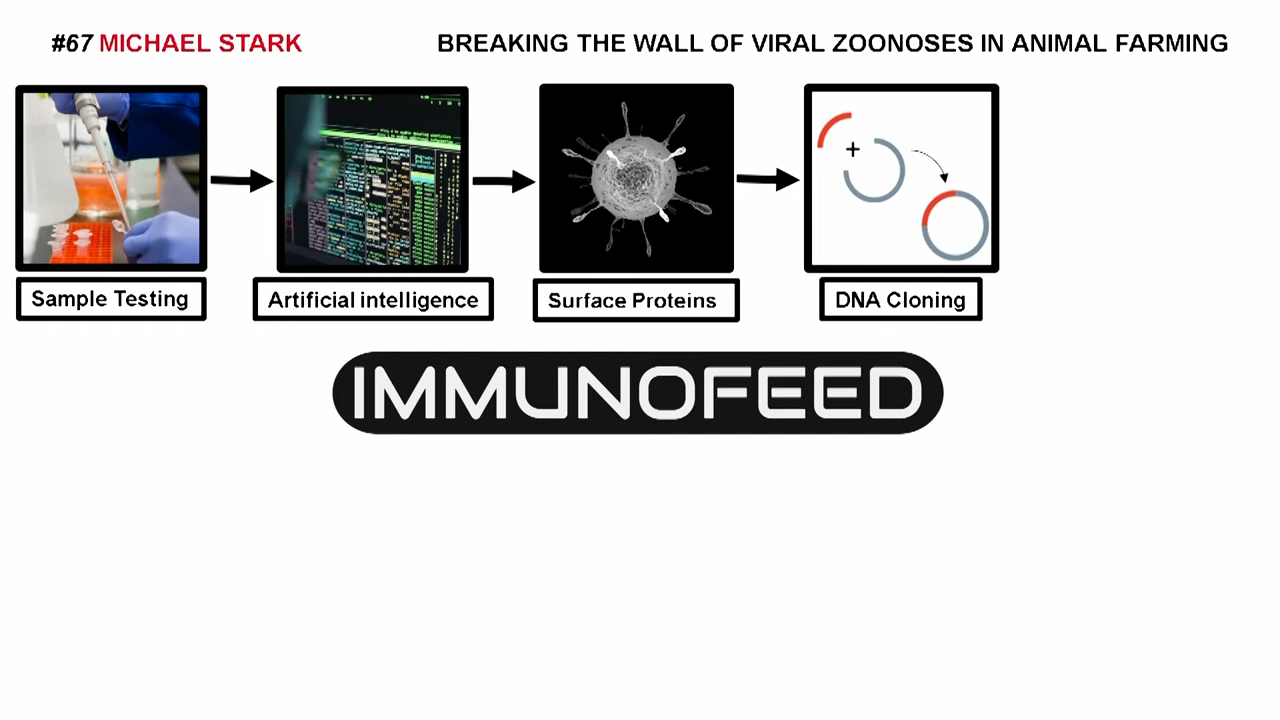 #67 MICHAEL STARK
BREAKING THE WALL OF VIRAL ZOONOSES IN ANIMAL FARMING
+
Sample Testing
Artificial intelligence
Surface Proteins
DNA Cloning
IMMUNOFEED